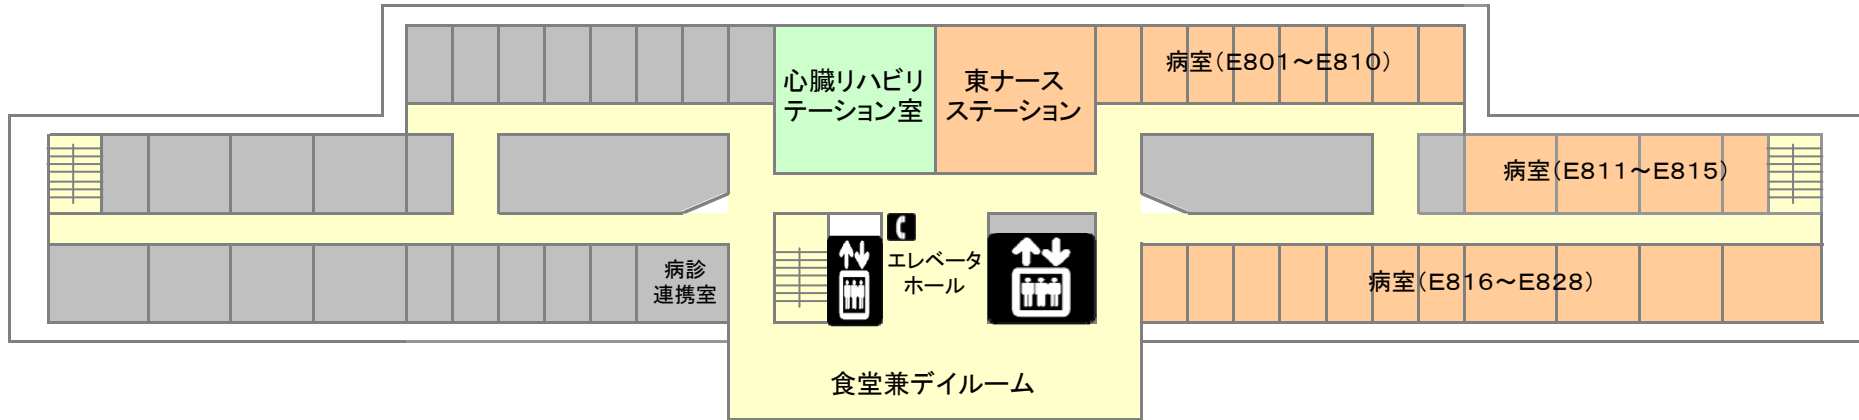 心臓リハビリ
テーション室
東ナース
ステーション
病室(E801～E810)
病室(E811～E815)
病診
連携室
エレベータ
ホール
病室(E816～E828)
食堂兼デイルーム